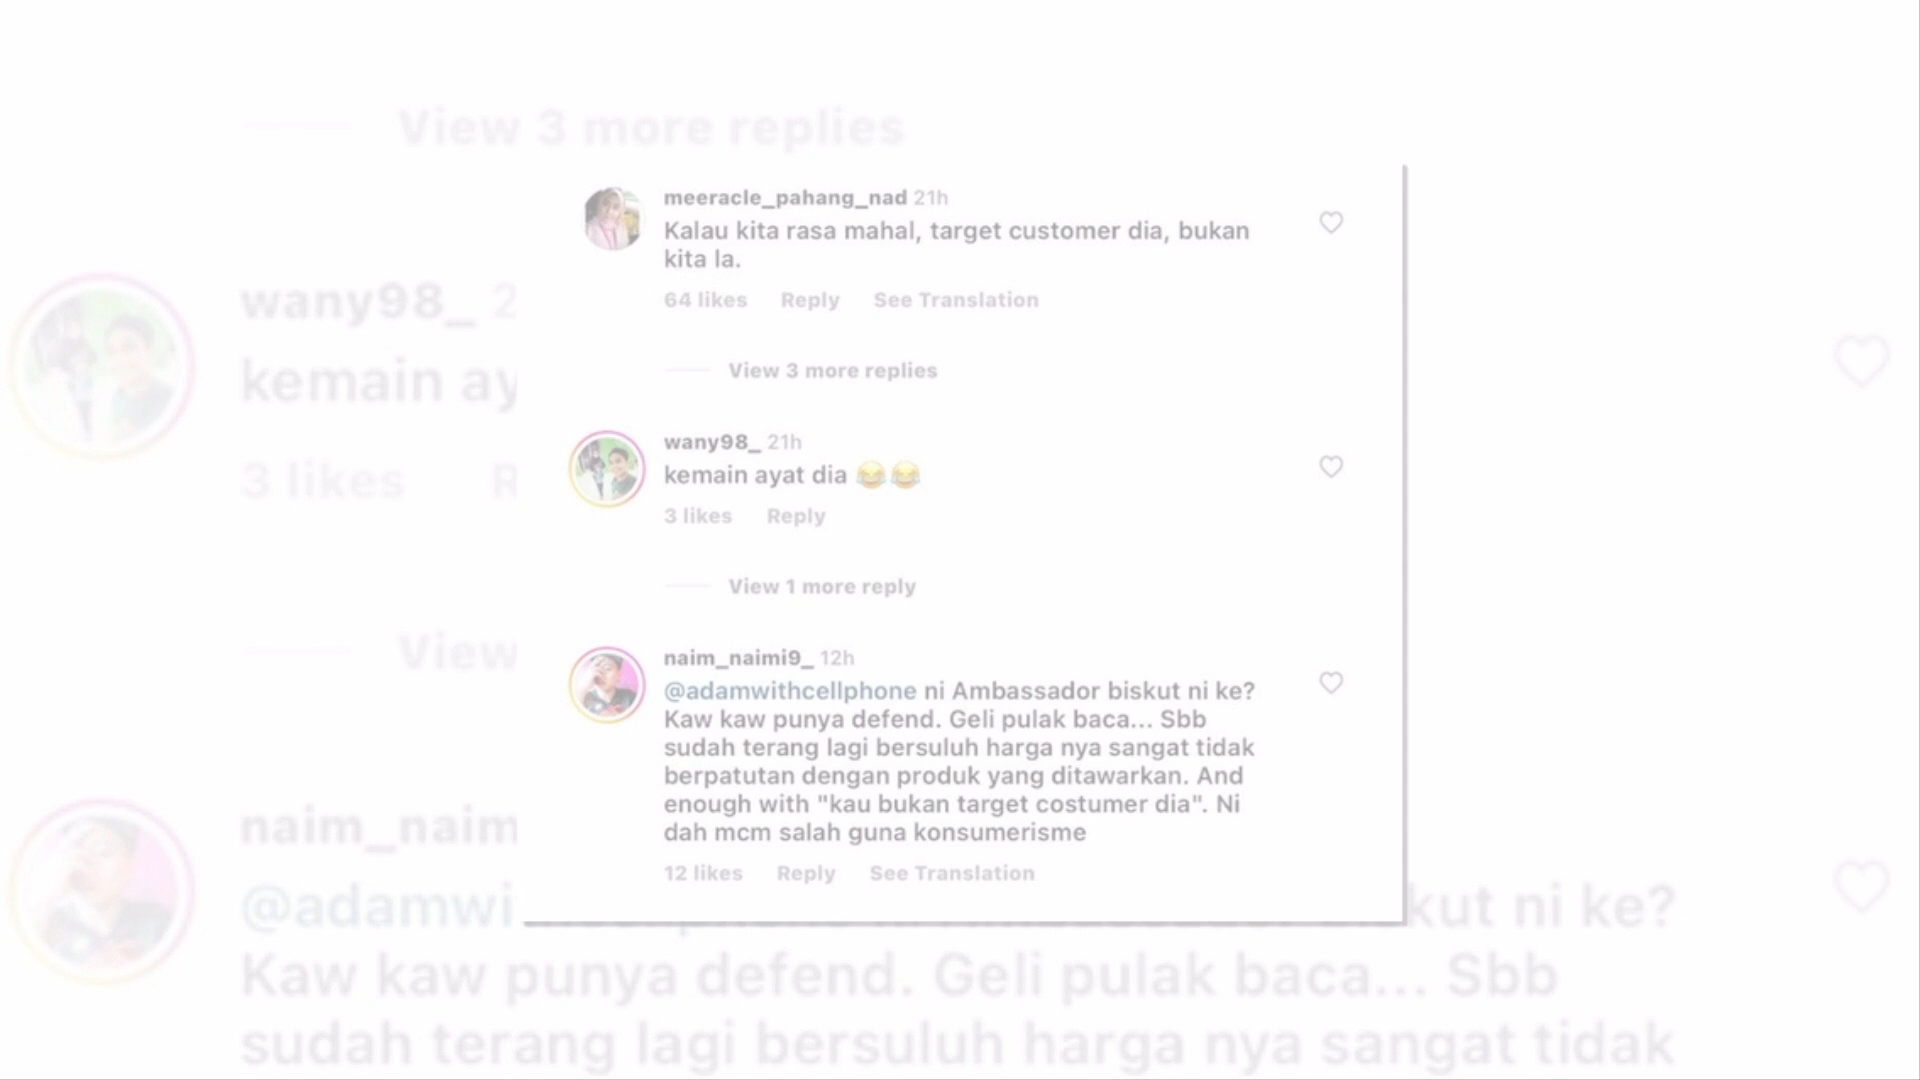 View 3 more replies
meeracle_pahang_nad 21h
Kalau kita rasa mahal, target customer dia, bukan
kita la.
64 likes Reply See Translation
View 3 more replies
wany98_ 21h
kemain ayat dia 😂😂
3 likes Reply
View 1 more reply
naim_naimi9_ 12h
@adamwithcellphone ni Ambassador biskut ni ke?
Kaw kaw punya defend. Geli pulak baca... Sbb
sudah terang lagi bersuluh harga nya sangat tidak
berpatutan dengan produk yang ditawarkan. And
enough with "kau bukan target costumer dia". Ni
dah mcm salah guna konsumerisme
12 likes Reply See Translation
wany98_ 2
kemain ay
3 likes R
View
naim_naim
@adamwi kut ni ke?
Kaw kaw punya defend. Geli pulak baca... Sbb
sudah terang lagi bersuluh harga nya sangat tidak